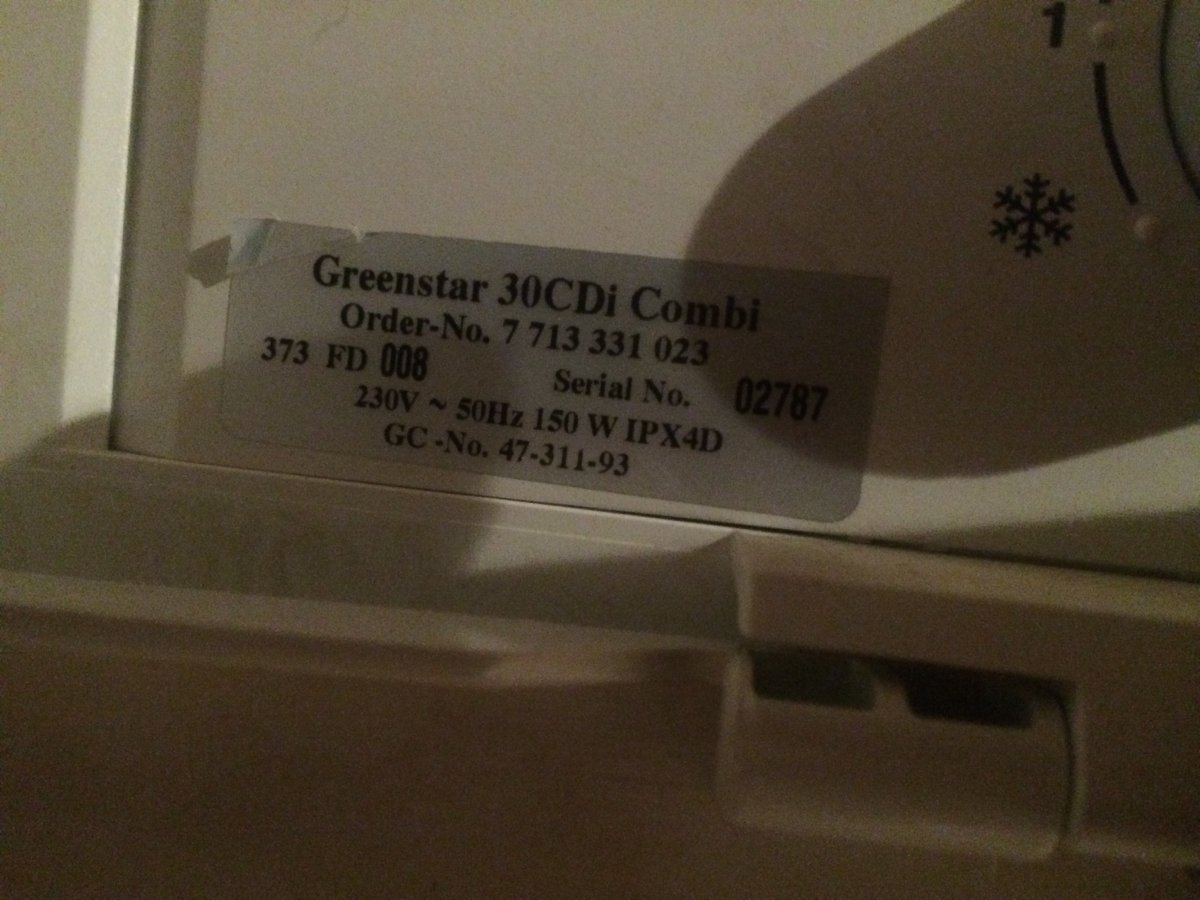 1
Greenstar 30CDi Combi
Order-No. 7 713 331 023
373 FD 008 Serial No. 02787
230V ~ 50Hz 150 W IPX4D
GC -No. 47-311-93